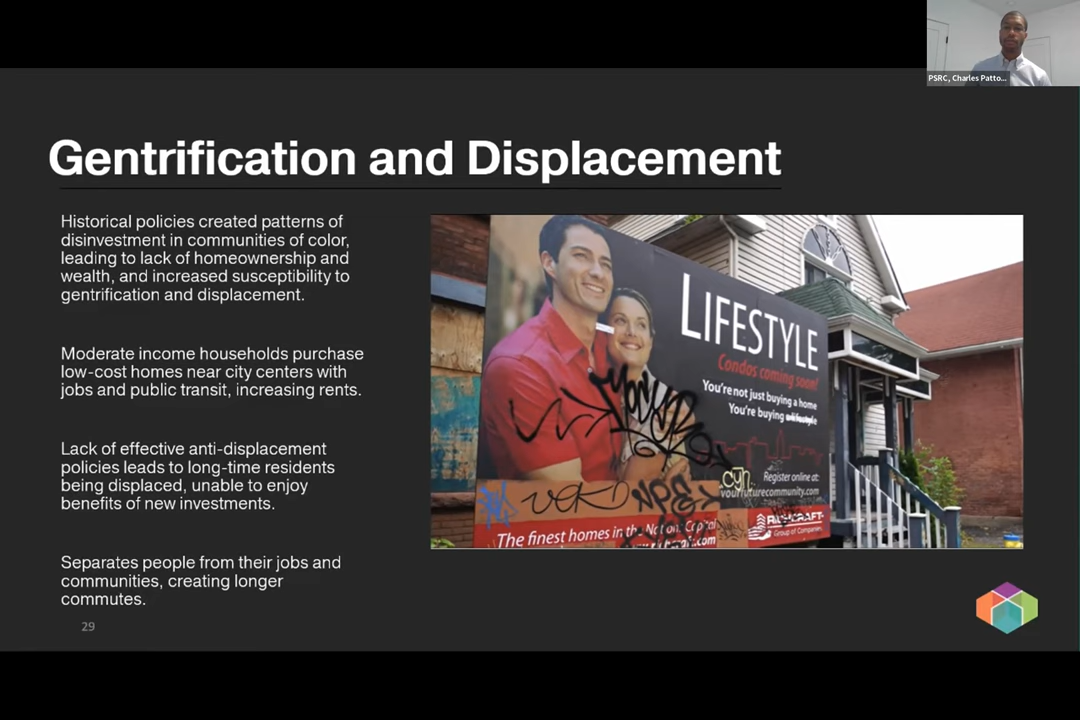 PSRC, Charles Patto...
Gentrification and Displacement
Historical policies created patterns of
disinvestment in communities of color,
leading to lack of homeownership and
wealth, and increased susceptibility to
gentrification and displacement.
Moderate income households purchase
low-cost homes near city centers with
jobs and public transit, increasing rents.
Lack of effective anti-displacement
policies leads to long-time residents
being displaced, unable to enjoy
benefits of new investments.
Separates people from their jobs and
communities, creating longer
commutes.
29
LIFESTYLE
Condos coming soon!
You're not just buying a home
You're buying
Register online at:
yourfuturecommunity.com
The finest homes in the Nation's Capital
RICHCRAFT
Group of Companies